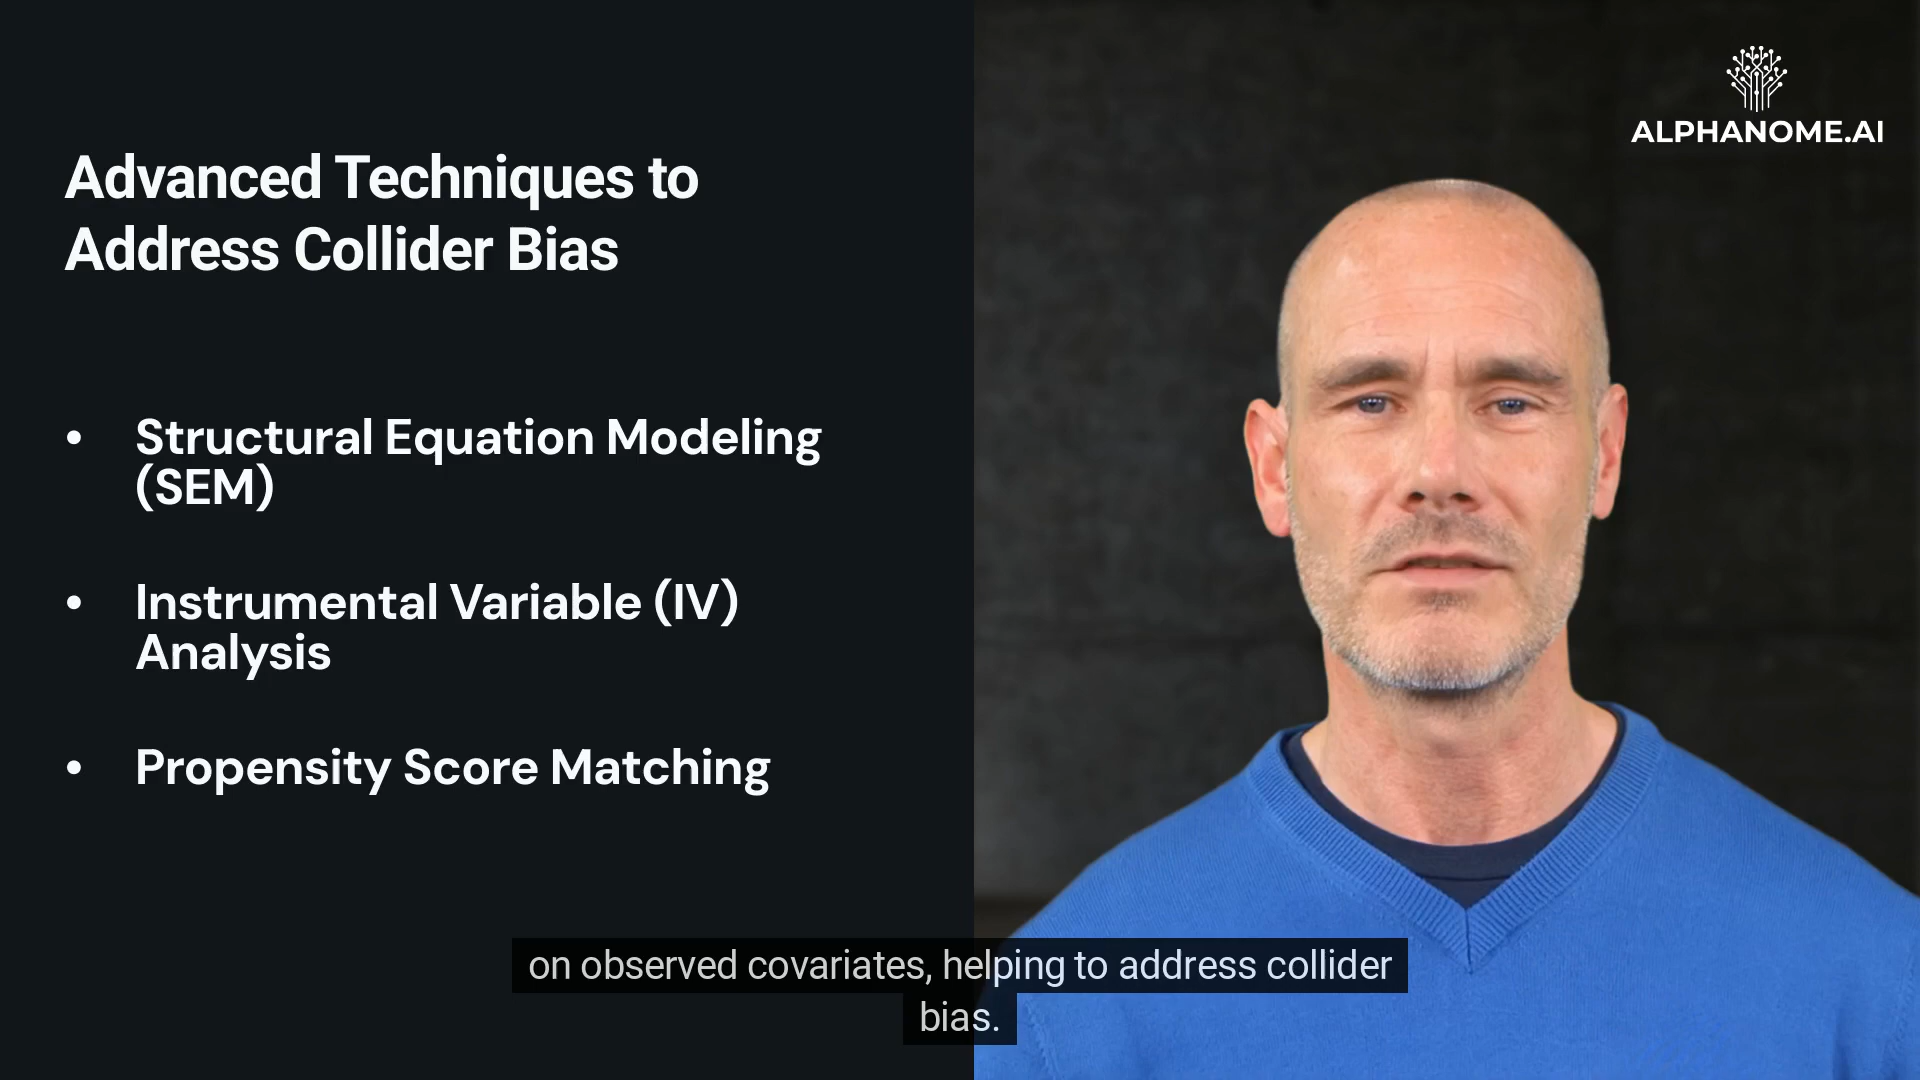 ALPHANOME.AI
Advanced Techniques to
Address Collider Bias
• Structural Equation Modeling
(SEM)
• Instrumental Variable (IV)
Analysis
• Propensity Score Matching
on observed covariates, helping to address collider
bias.